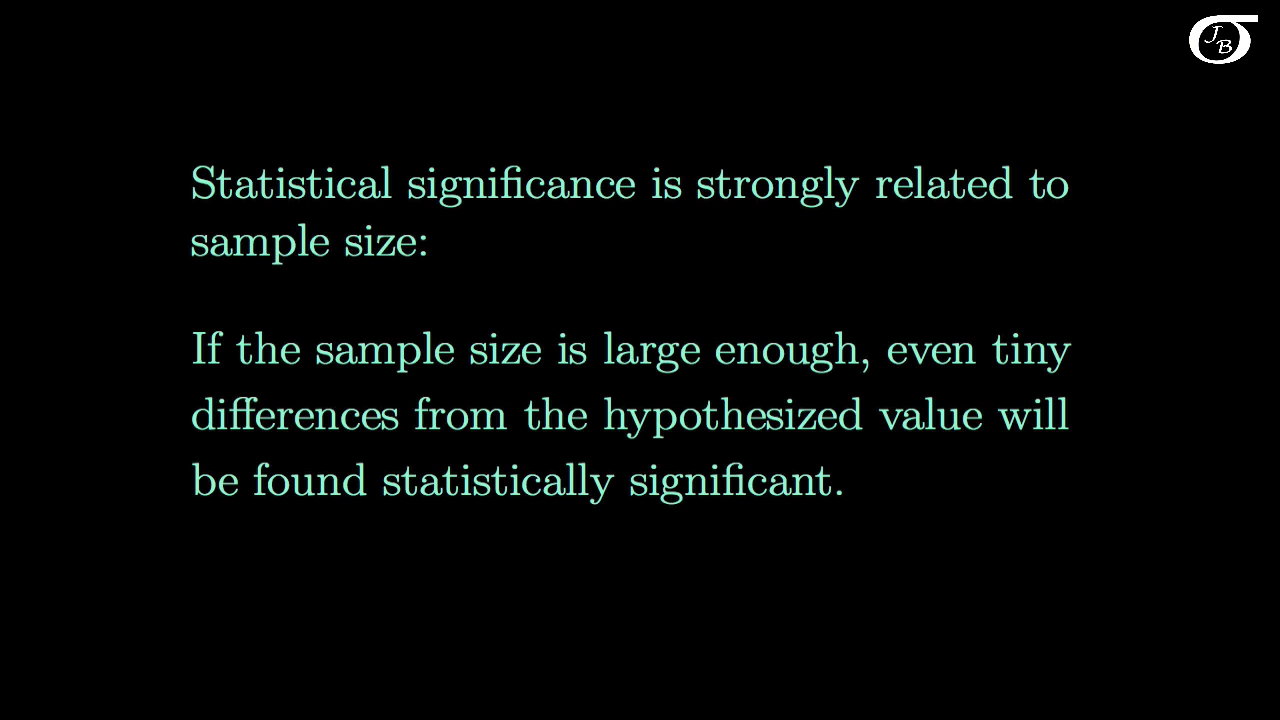 JB
Statistical significance is strongly related to
sample size:
If the sample size is large enough, even tiny
differences from the hypothesized value will
be found statistically significant.